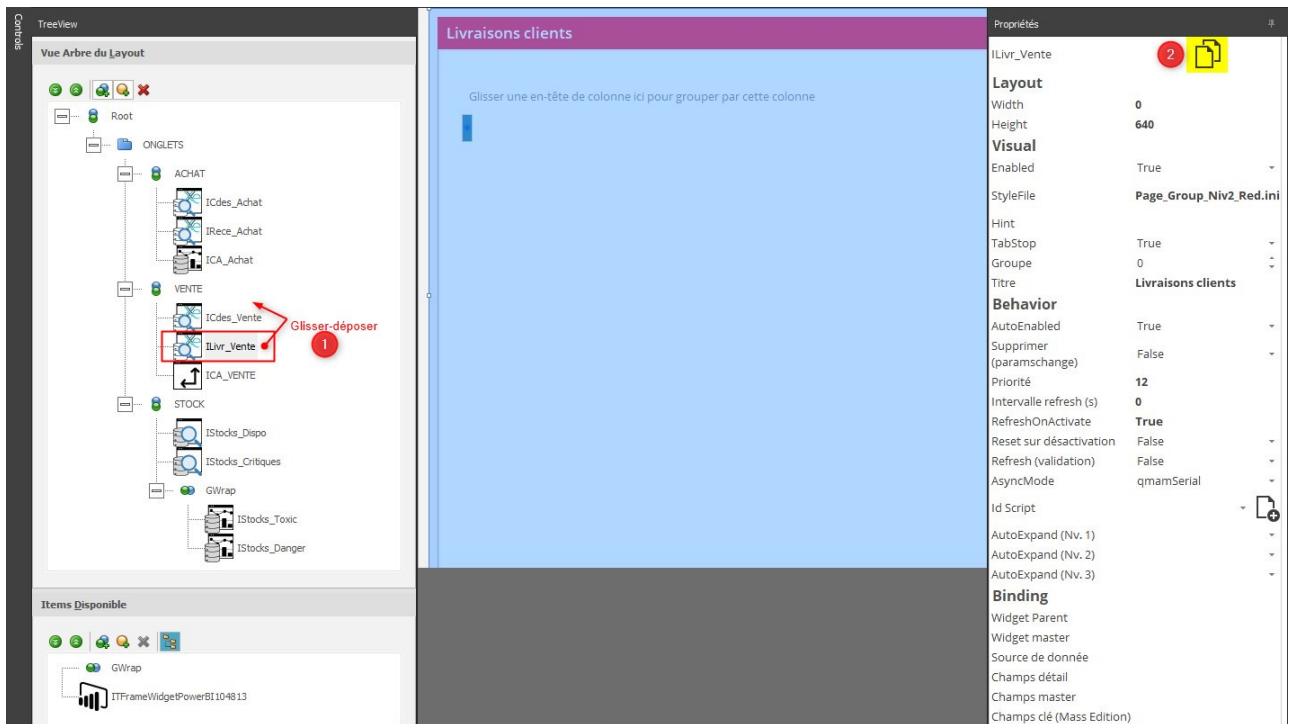 Controls
TreeView
Vue Arbre du Layout
Root
ONGLETS
ACHAT
ICdes_Achat
IRece_Achat
ICA_Achat
VENTE
ICdes_Vente
Glisser-déposer
ILivr_Vente
1
ICA_VENTE
STOCK
IStocks_Dispo
IStocks_Critiques
GWrap
IStocks_Toxic
IStocks_Danger
Items Disponible
GWrap
ITFrameWidgetPowerBI104813
Livraisons clients
Glisser une en-tête de colonne ici pour grouper par cette colonne
Propriétés
ILivr_Vente 2
Layout
Width 0
Height 640
Visual
Enabled True
StyleFile Page_Group_Niv2_Red.ini
Hint
TabStop True
Groupe 0
Titre Livraisons clients
Behavior
AutoEnabled True
Supprimer
(paramschange) False
Priorité 12
Intervalle refresh (s) 0
RefreshOnActivate True
Reset sur désactivation False
Refresh (validation) False
AsyncMode qmamSerial
Id Script
AutoExpand (Nv. 1)
AutoExpand (Nv. 2)
AutoExpand (Nv. 3)
Binding
Widget Parent
Widget master
Source de donnée
Champs détail
Champs master
Champs clé (Mass Edition)